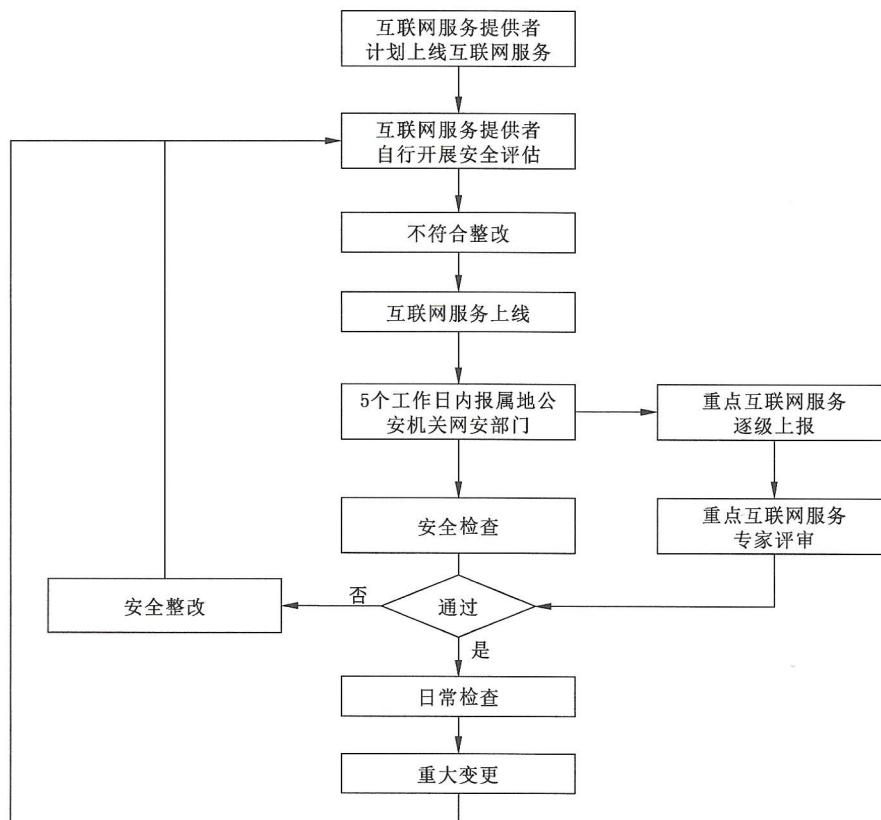 互联网服务提供者
计划上线互联网服务
互联网服务提供者
自行开展安全评估
不符合整改
互联网服务上线
5个工作日内报属地公
安机关网安部门
重点互联网服务
逐级上报
安全检查
重点互联网服务
专家评审
安全整改
否
通过
是
日常检查
重大变更